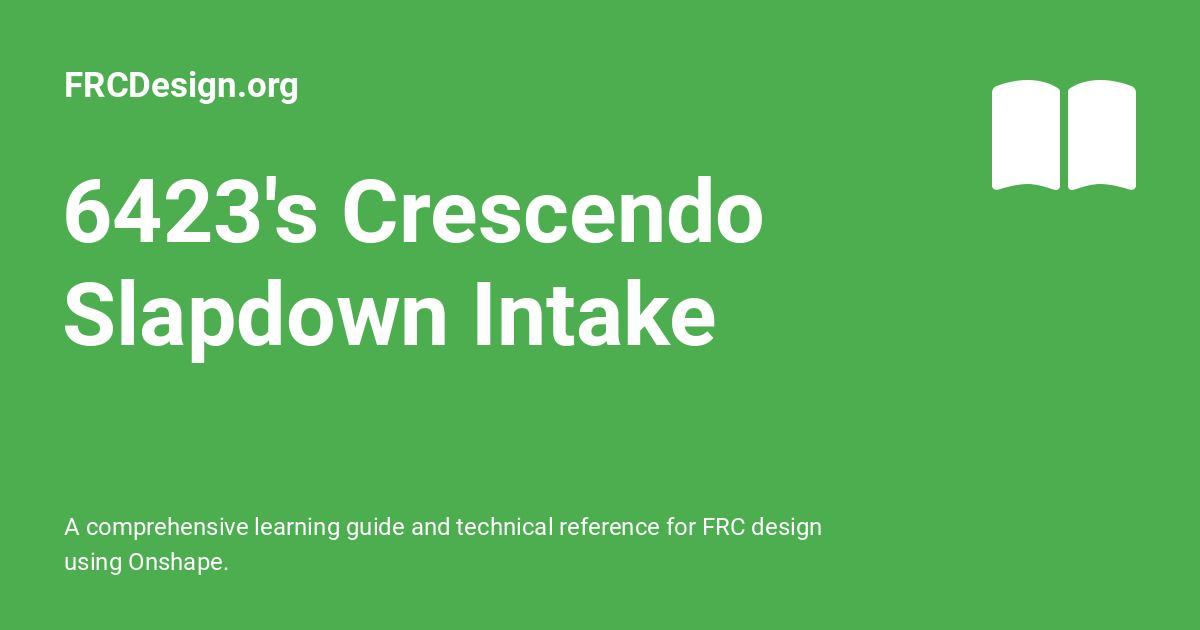 FRCDesign.org
6423's Crescendo
Slapdown Intake
A comprehensive learning guide and technical reference for FRC design
using Onshape.